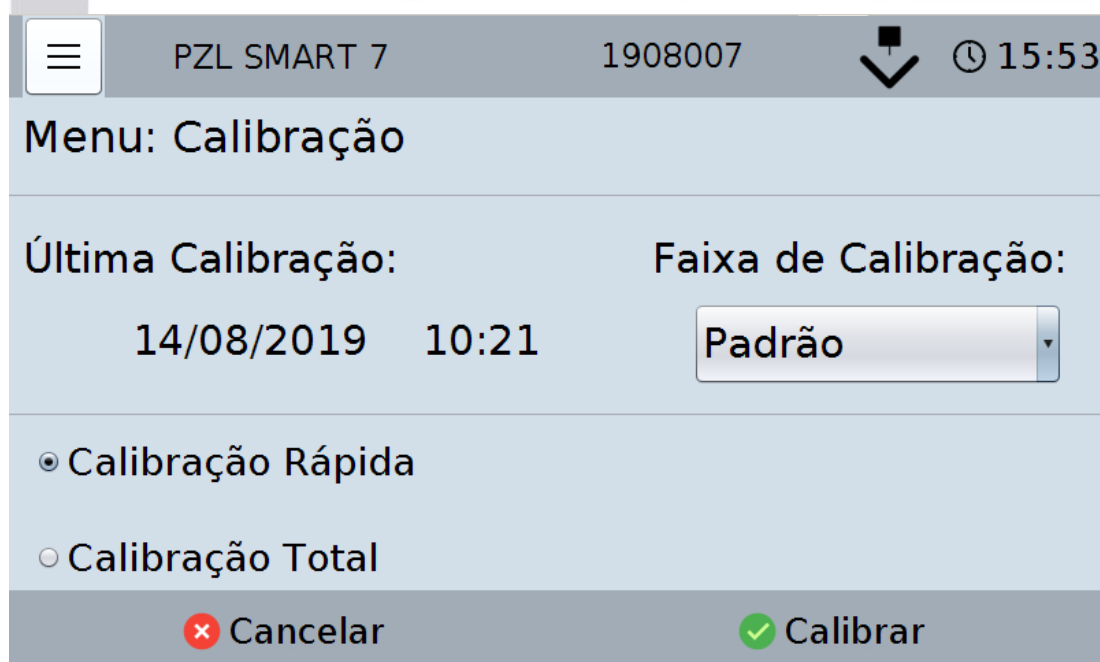 PZL SMART 7 1908007 15:53
Menu: Calibração
Última Calibração: Faixa de Calibração:
14/08/2019 10:21 Padrão
Calibração Rápida
Calibração Total
Cancelar Calibrar